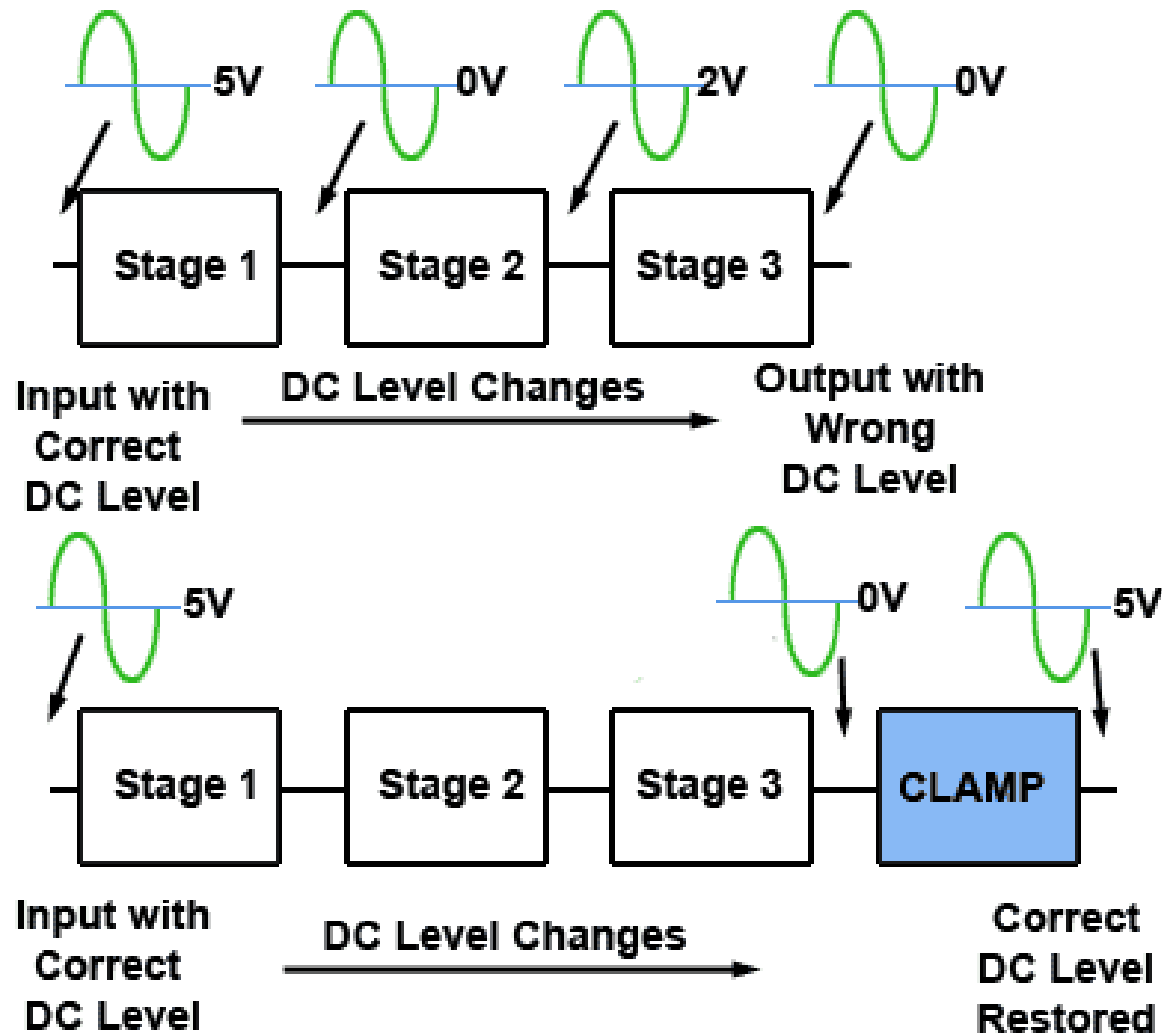 5V
0V
2V
0V
Stage 1
Stage 2
Stage 3
Input with
Correct
DC Level
DC Level Changes
Output with
Wrong
DC Level
5V
0V
5V
Stage 1
Stage 2
Stage 3
CLAMP
Input with
Correct
DC Level
DC Level Changes
Correct
DC Level
Restored